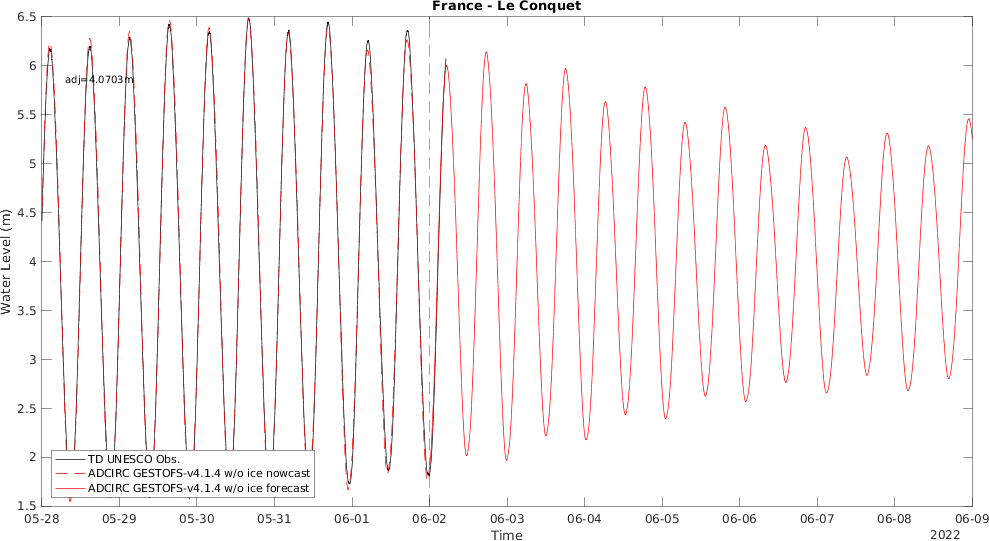 France - Le Conquet
6.5
6
5.5
5
4.5
4
3.5
3
2.5
2
1.5
Water Level (m)
adj=4.0703m
TD UNESCO Obs.
ADCIRC GESTOFS-v4.1.4 w/o ice nowcast
ADCIRC GESTOFS-v4.1.4 w/o ice forecast
05-28 05-29 05-30 05-31 06-01 06-02 06-03 06-04 06-05 06-06 06-07 06-08 06-09
Time
2022